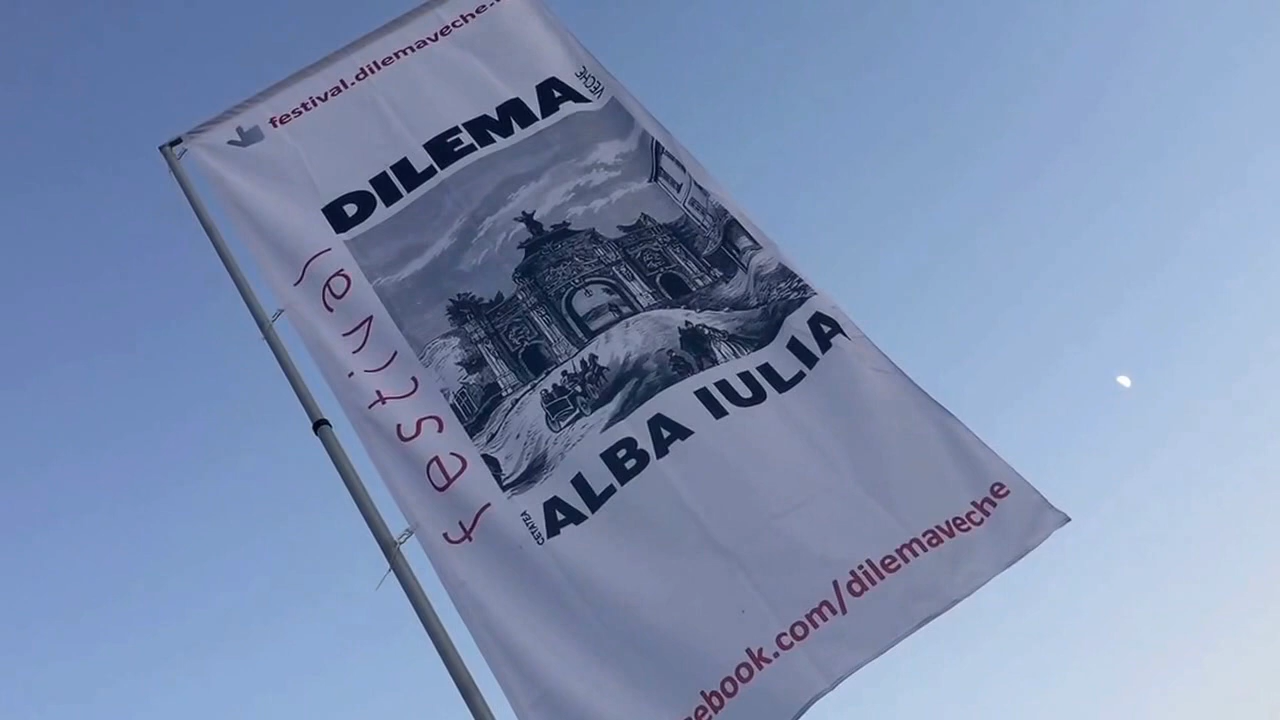 festival.dilemaveche.
DILEMA
VECHE
festival
CETATEA
ALBA IULIA
ebook.com/dilemaveche